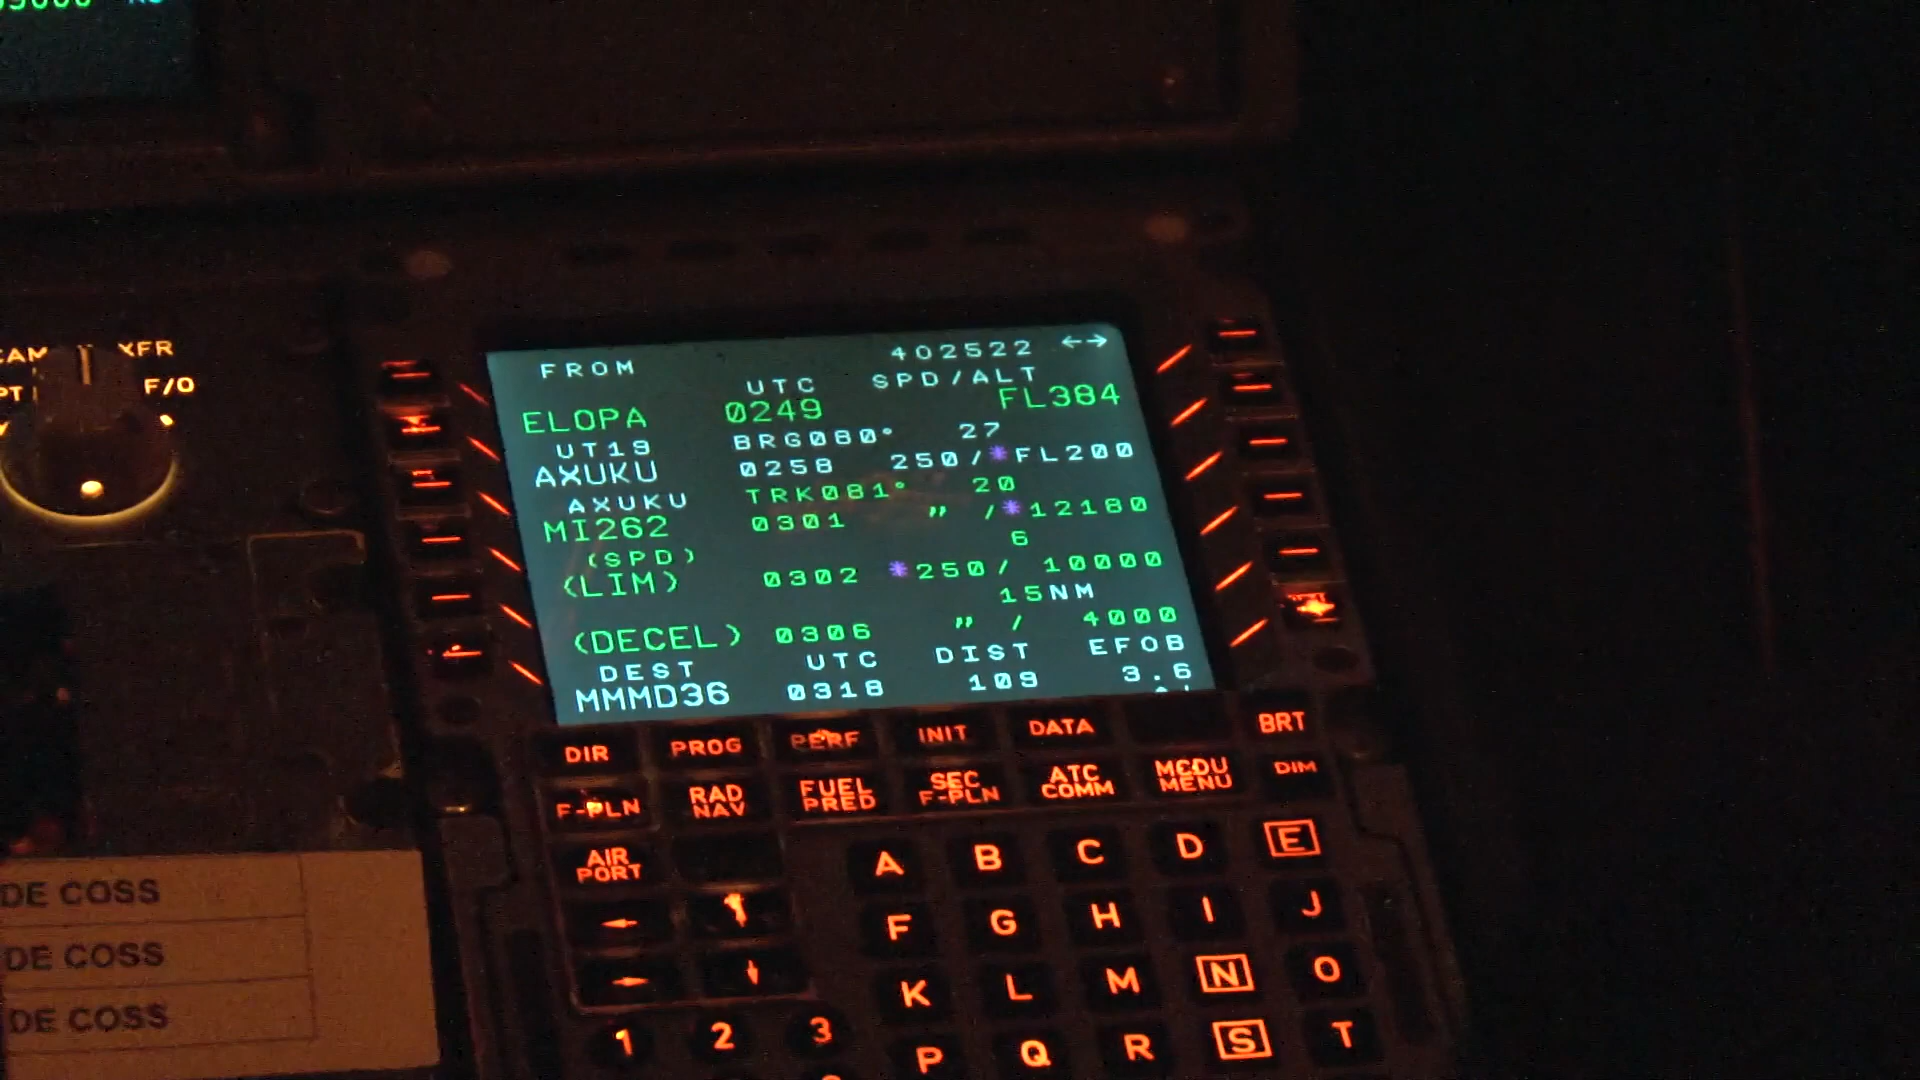 FROM 402522 ←→
UTC SPD/ALT
ELOPA 0249 FL384
UT19 BRG080° 27
AXUKU 0258 250/*FL200
AXUKU TRK081° 20
MI262 0301 " /*12180
(SPD) 6
(LIM) 0302 *250/ 10000
15NM
(DECEL) 0306 " / 4000
DEST UTC DIST EFOB
MMMD36 0318 109 3.6
XFR
F/O
DIR PROG PERF INIT DATA BRT
F-PLN RAD NAV FUEL PRED SEC F-PLN ATC COMM MCDU MENU DIM
AIR PORT
A B C D E
← ↑ F G H I J
→ ↓ K L M N O
1 2 3 P Q R S T
DE COSS
DE COSS
DE COSS